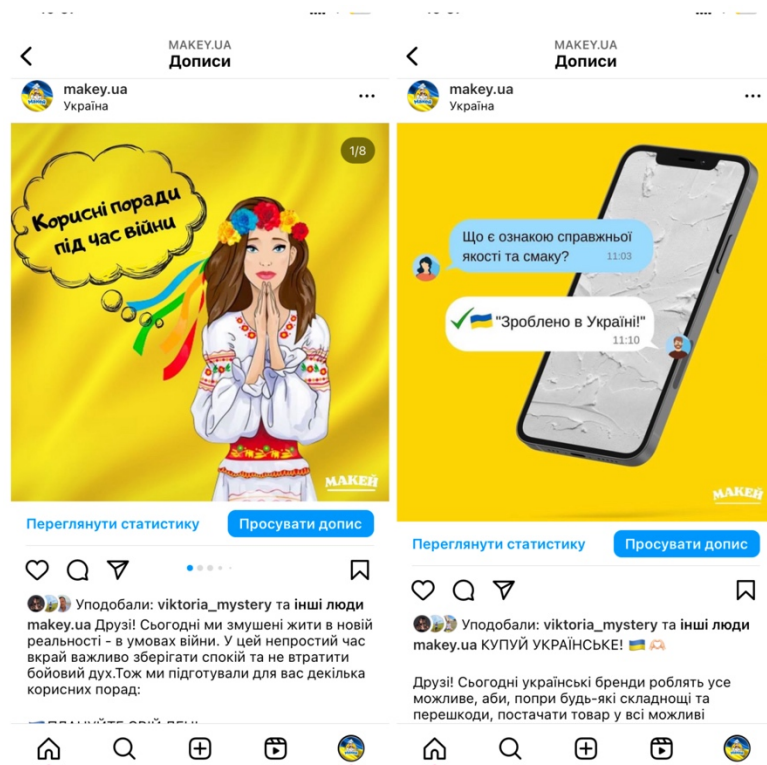 MAKEY.UA
Дописи
makey.ua
Україна
1/8
Корисні поради
під час війни
МАКЕЙ
Переглянути статистику
Просувати допис
Уподобали: viktoria_mystery та інші люди
makey.ua Друзі! Сьогодні ми змушені жити в новій
реальності - в умовах війни. У цей непростий час
вкрай важливо зберігати спокій та не втратити
бойовий дух.Тож ми підготували для вас декілька
корисних порад:
MAKEY.UA
Дописи
makey.ua
Україна
Що є ознакою справжньої
якості та смаку?
11:03
"Зроблено в Україні!"
11:10
МАКЕЙ
Переглянути статистику
Просувати допис
Уподобали: viktoria_mystery та інші люди
makey.ua КУПУЙ УКРАЇНСЬКЕ! 🇺🇦 🫶🏻
Друзі! Сьогодні українські бренди роблять усе
можливе, аби, попри будь-які складнощі та
перешкоди, постачати товар у всі можливі